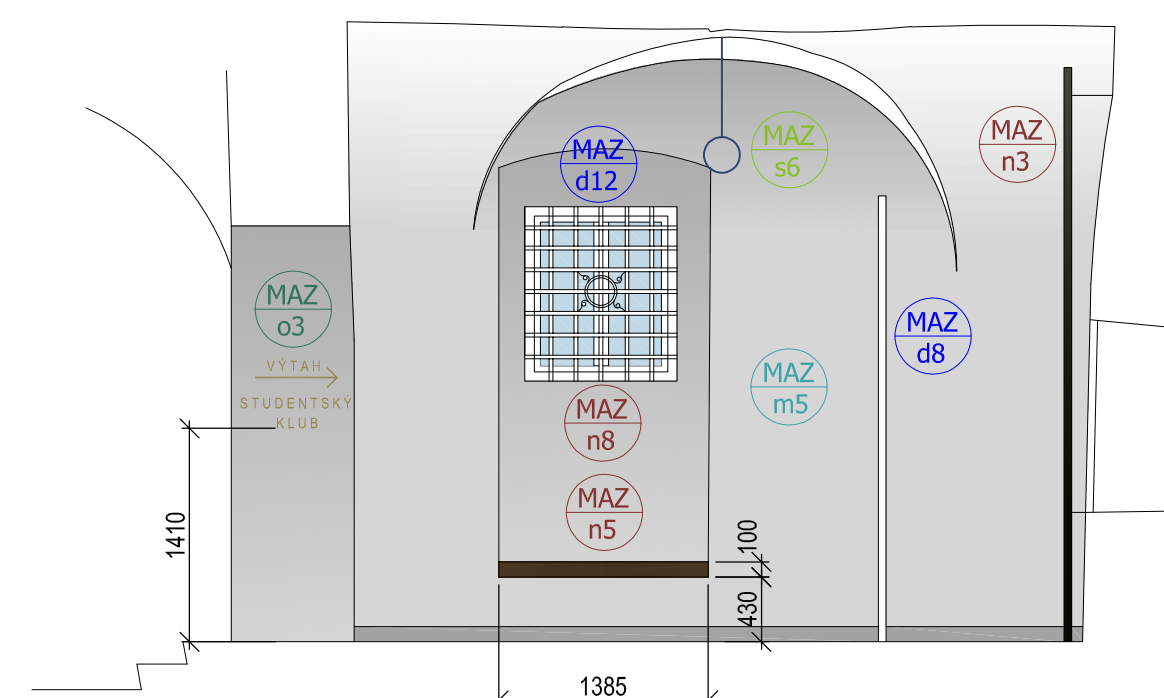 MAZ
d12
MAZ
s6
MAZ
n3
MAZ
o3
VÝTAH
STUDENTSKÝ
KLUB
MAZ
d8
MAZ
m5
MAZ
n8
MAZ
n5
1410
100
430
1385